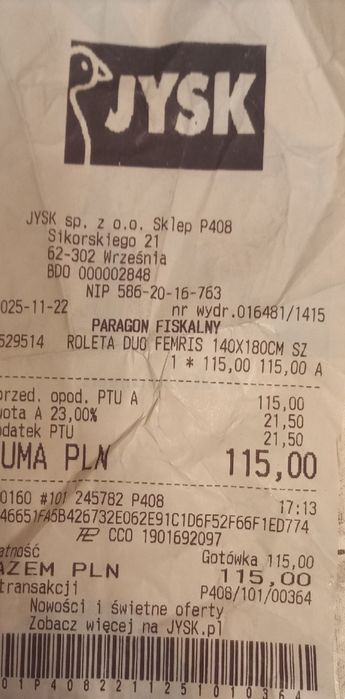 JYSK
JYSK sp. z o.o. Sklep P408
Sikorskiego 21
62-302 Września
BDO 000002848
NIP 586-20-16-763
025-11-22 nr wydr.016481/1415
PARAGON FISKALNY
529514 ROLETA DUO FEMRIS 140X180CM SZ
1 * 115,00 115,00 A
przed. opod. PTU A 115,00
wota A 23,00% 21,50
odatek PTU 21,50
UMA PLN 115,00
0160 #101 245782 P408 17:13
46651FA5B426732E062E91C1D6F52F66F1ED774
CCO 1901692097
atność Gotówka 115,00
AZEM PLN 115,00
transakcji P408/101/00364
Nowości i świetne oferty
Zobacz więcej na JYSK.pl
01P4082211251010364